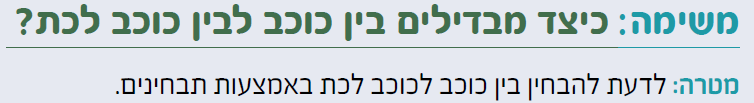 משימה: כיצד מבדילים בין כוכב לבין כוכב לכת?
מטרה: לדעת להבחין בין כוכב לכוכב לכת באמצעות תבחינים.